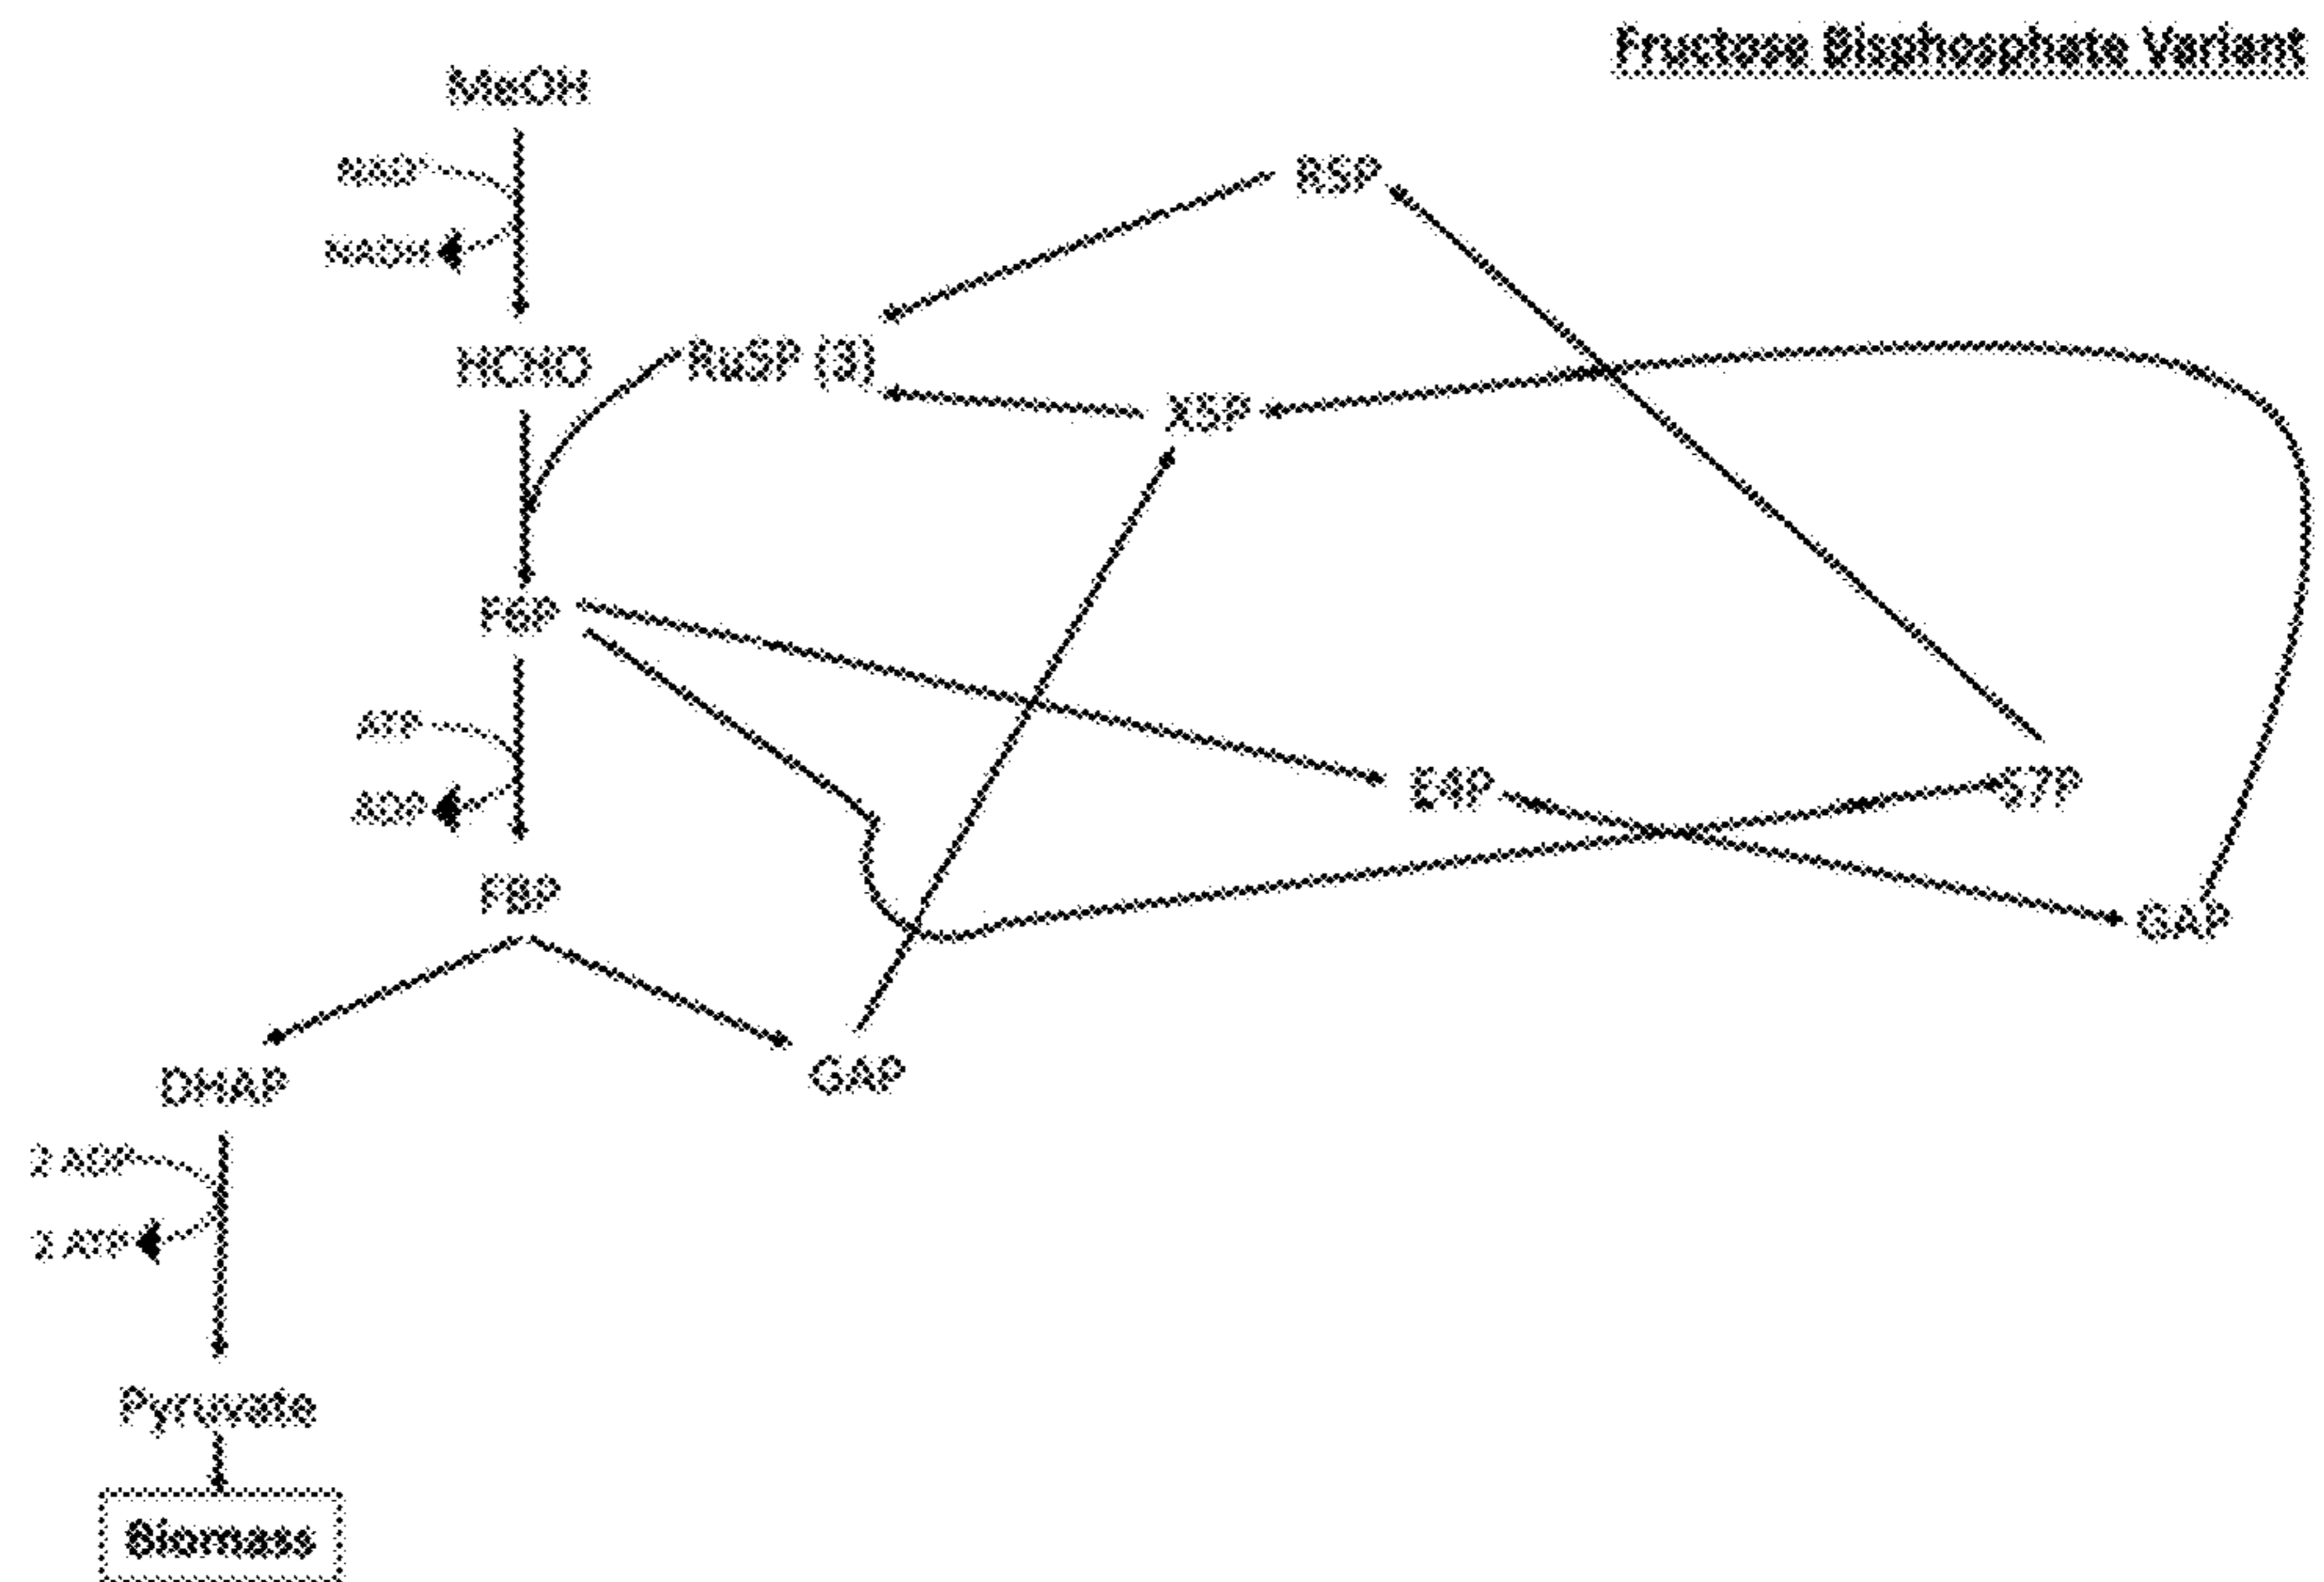 Fructose Bisphosphate Variant
MeOH
NAD⁺
NADH
R5P
HCHO
Ru5P (3)
X5P
F6P
ATP
ADP
E4P
S7P
FBP
GAP
DHAP
GAP
2 ADP
2 ATP
Pyruvate
Biomass